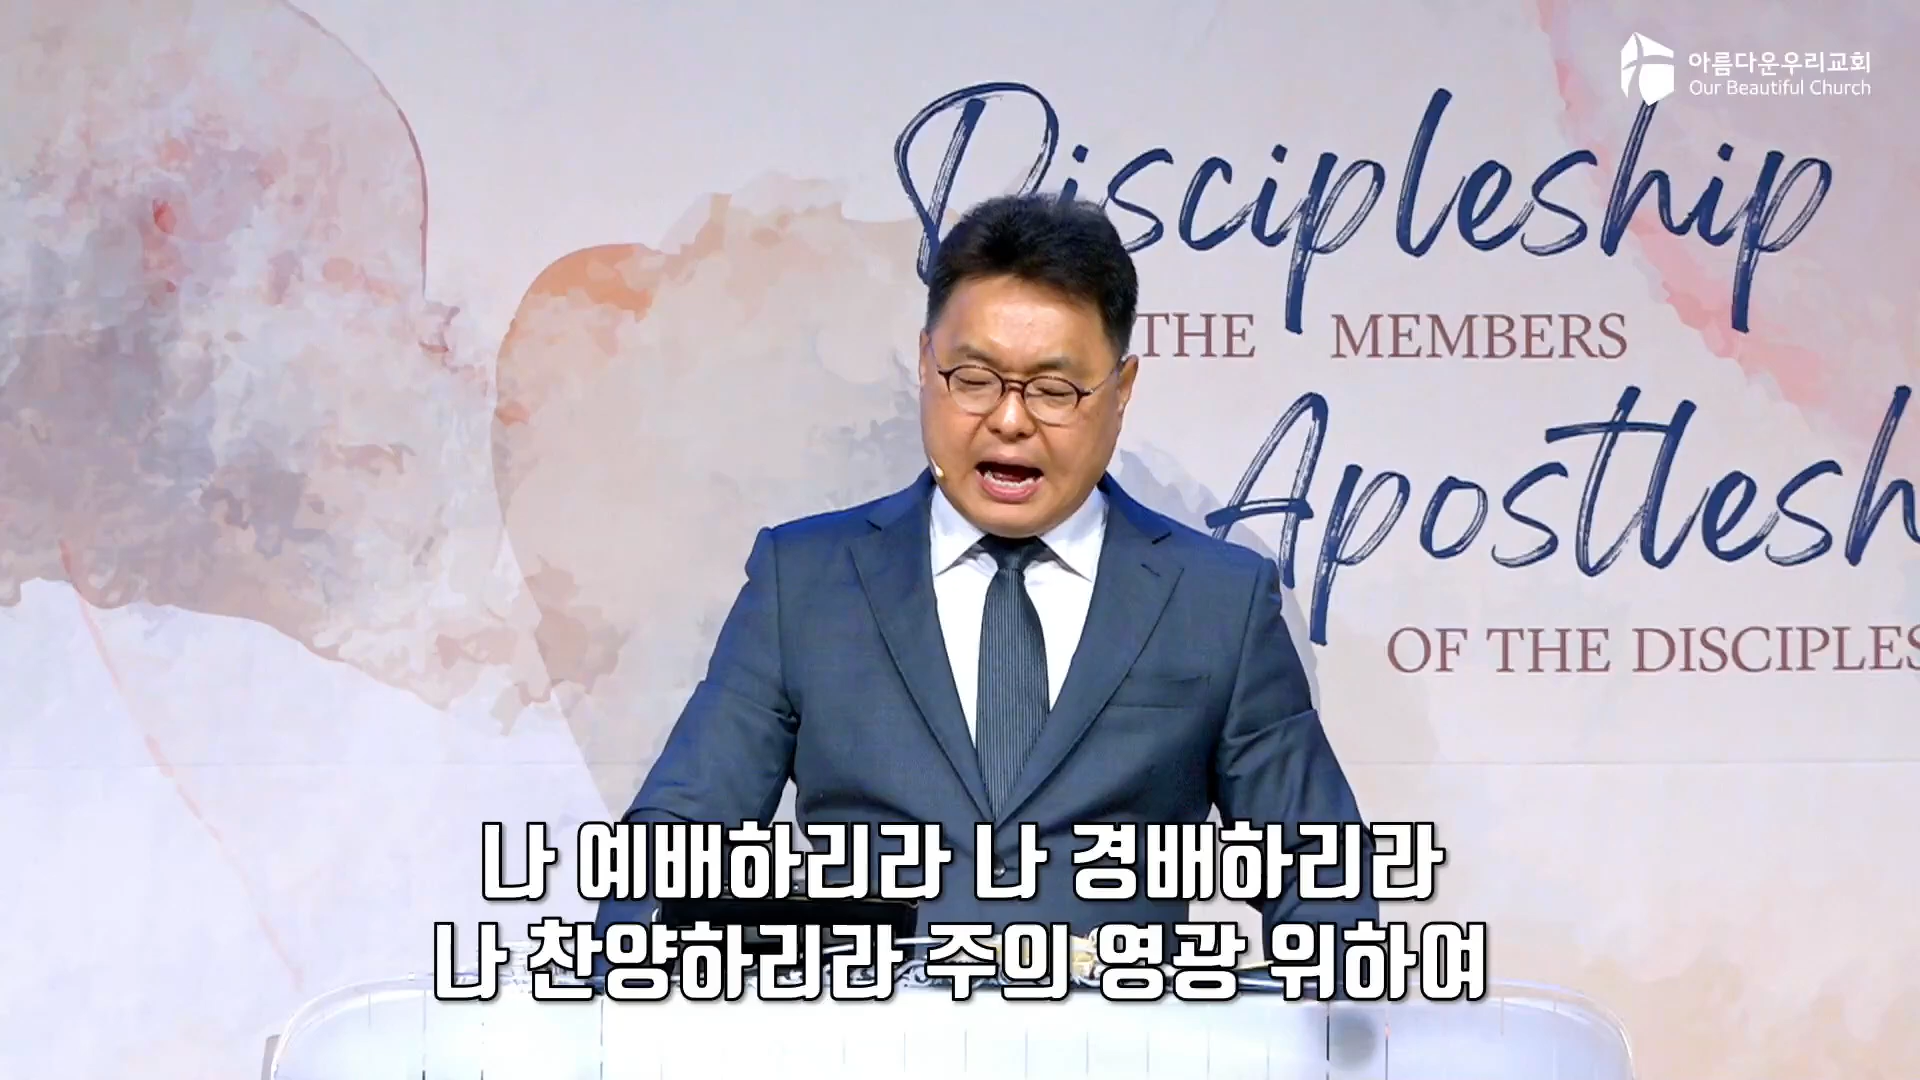 아름다운우리교회
Our Beautiful Church
Discipleship
THE MEMBERS
Apostlesh
OF THE DISCIPLES
나 예배하리라 나 경배하리라
나 찬양하리라 주의 영광 위하여